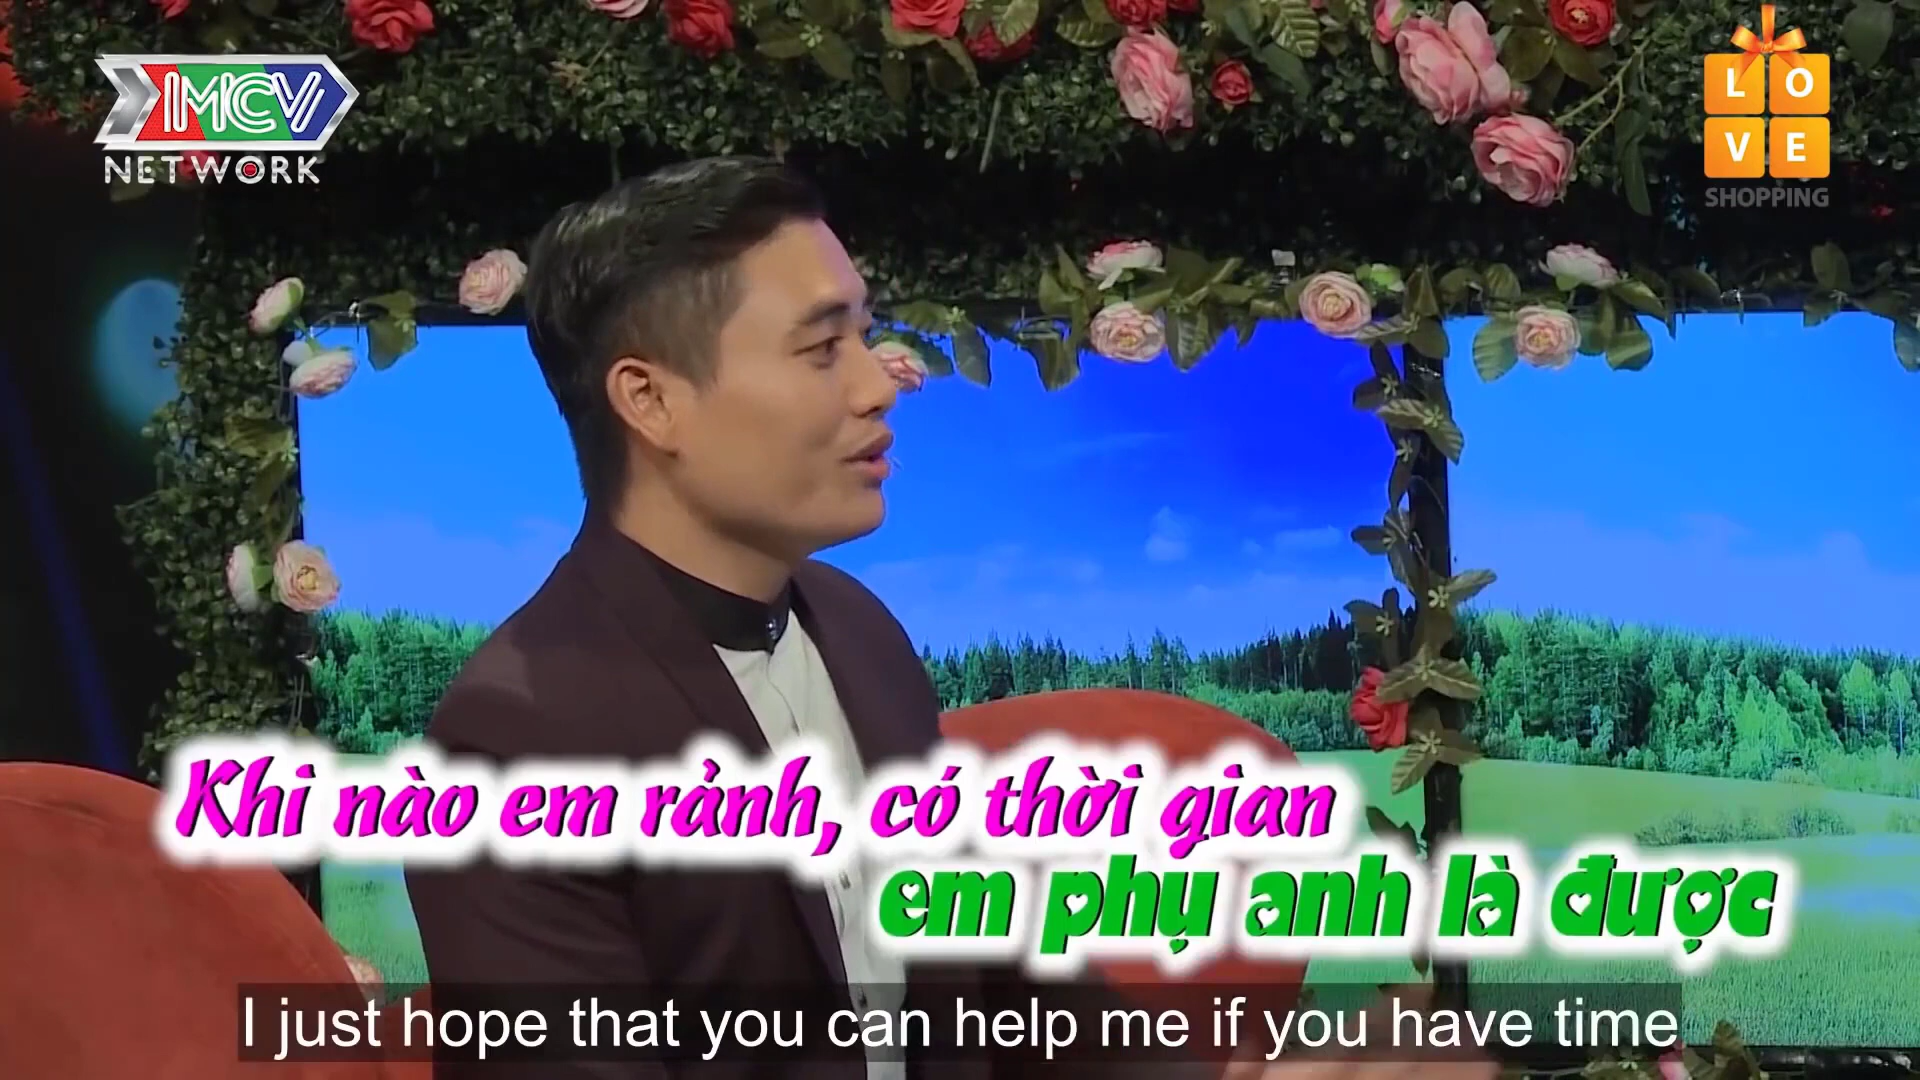 MCV
NETWORK
L O
V E
SHOPPING
Khi nào em rảnh, có thời gian
em phụ anh là được
I just hope that you can help me if you have time